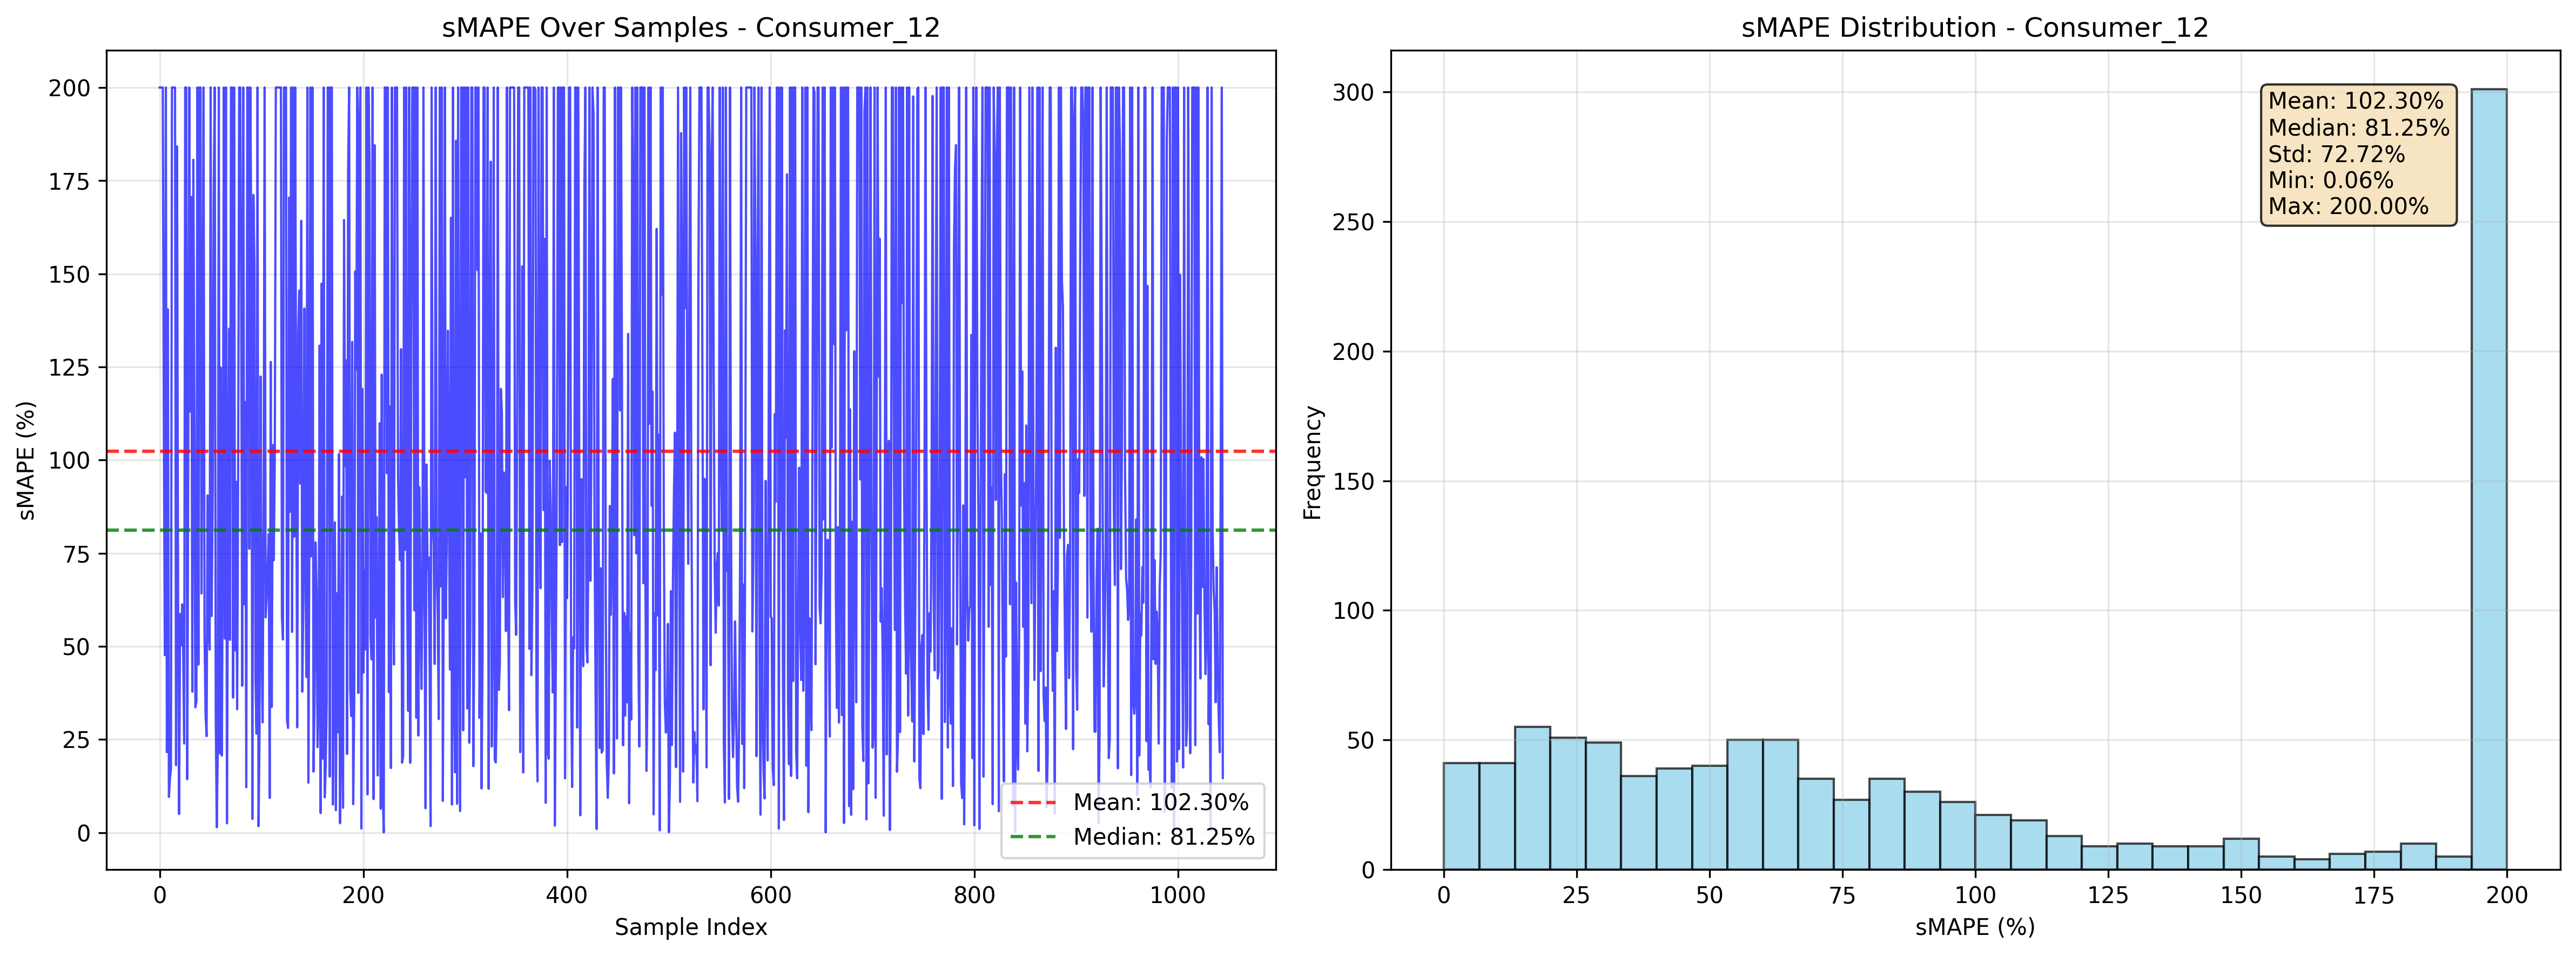 sMAPE Over Samples - Consumer_12
sMAPE (%)
200
175
150
125
100
75
50
25
0
0 200 400 600 800 1000
Sample Index
Mean: 102.30%
Median: 81.25%
sMAPE Distribution - Consumer_12
Frequency
300
250
200
150
100
50
0
0 25 50 75 100 125 150 175 200
sMAPE (%)
Mean: 102.30%
Median: 81.25%
Std: 72.72%
Min: 0.06%
Max: 200.00%